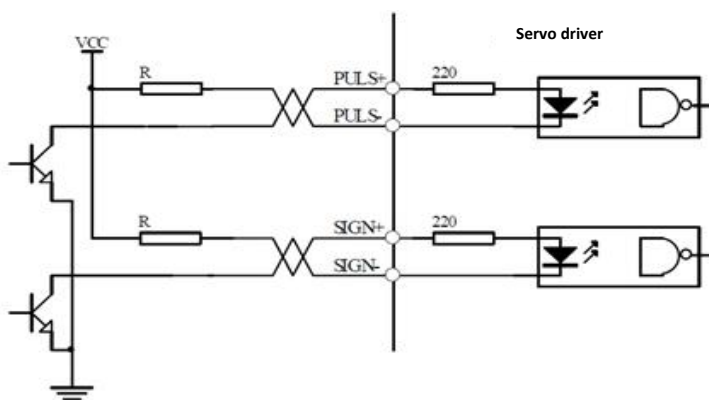 Servo driver
VCC
R
PULS+
220
PULS-
R
SIGN+
220
SIGN-